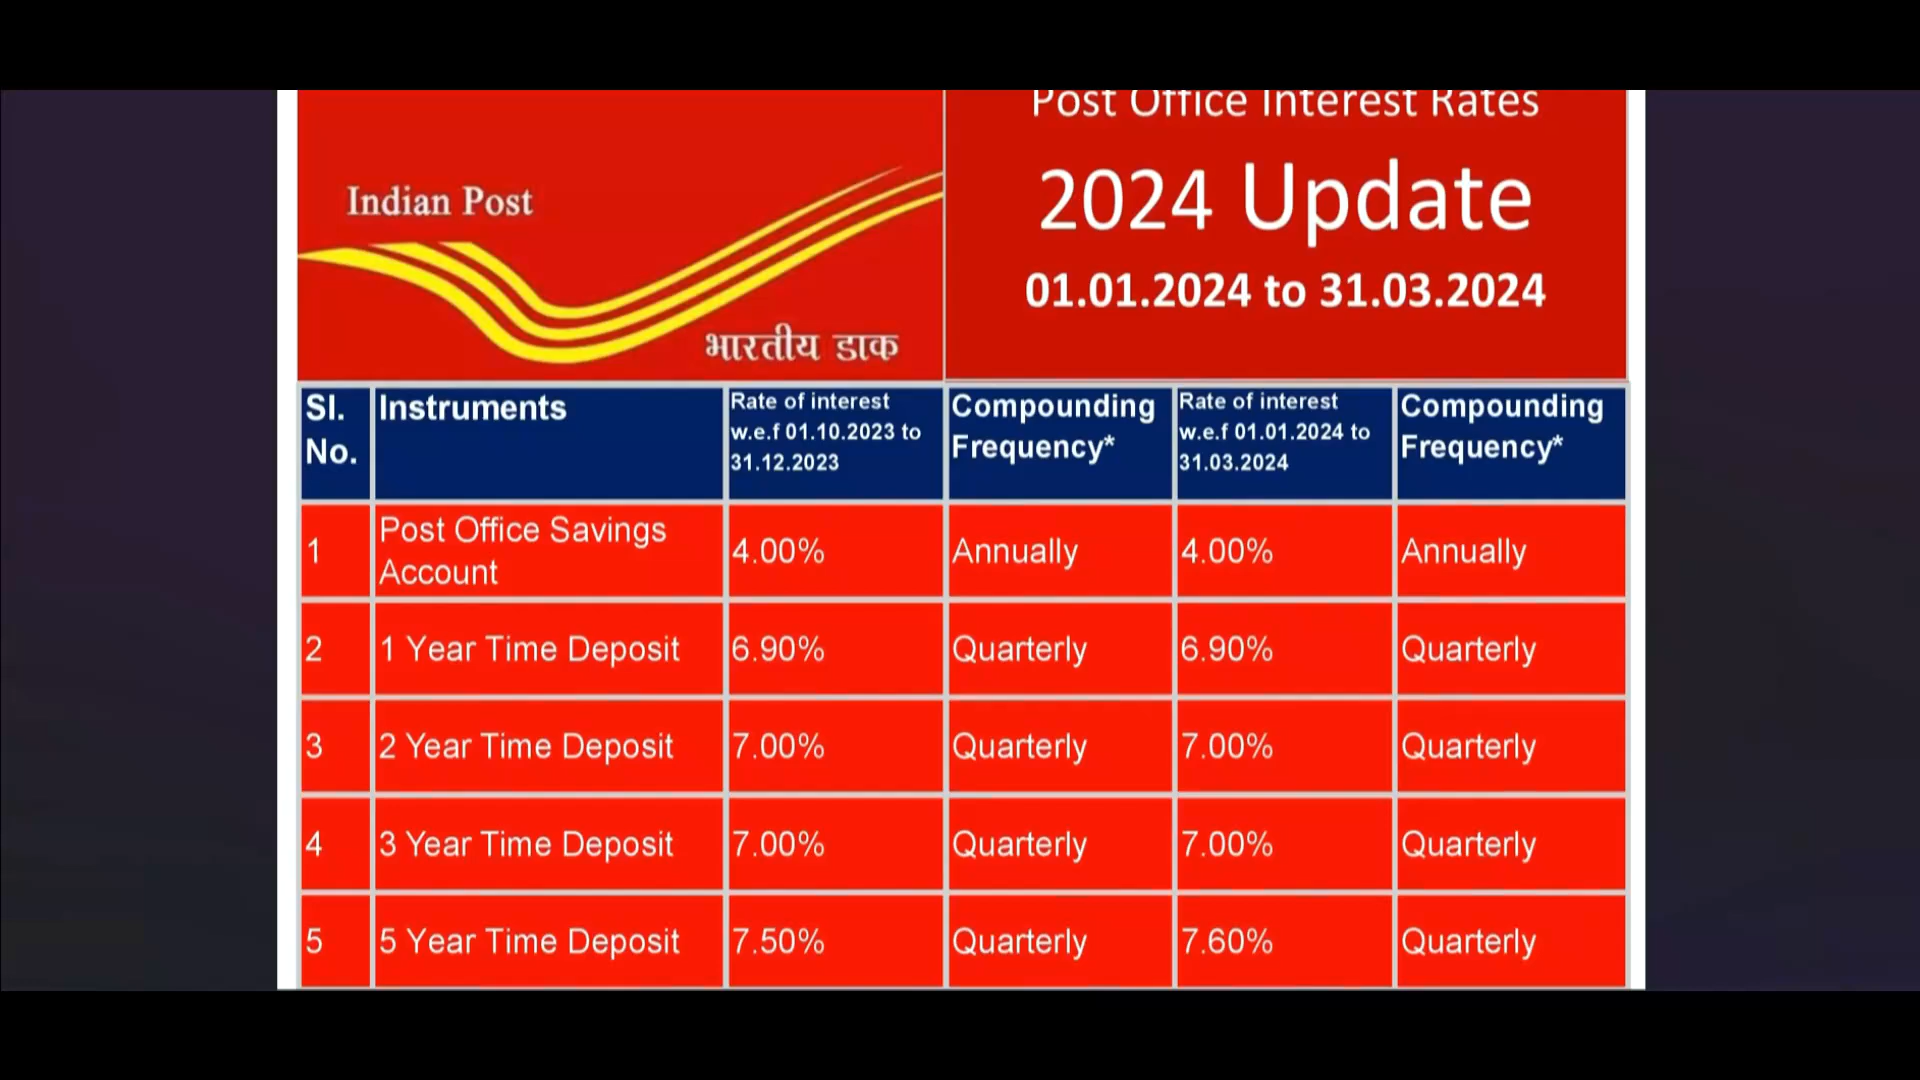 Post Office Interest Rates
Indian Post
2024 Update
01.01.2024 to 31.03.2024
भारतीय डाक
Sl. No. Instruments Rate of interest w.e.f 01.10.2023 to 31.12.2023 Compounding Frequency* Rate of interest w.e.f 01.01.2024 to 31.03.2024 Compounding Frequency*
1 Post Office Savings Account 4.00% Annually 4.00% Annually
2 1 Year Time Deposit 6.90% Quarterly 6.90% Quarterly
3 2 Year Time Deposit 7.00% Quarterly 7.00% Quarterly
4 3 Year Time Deposit 7.00% Quarterly 7.00% Quarterly
5 5 Year Time Deposit 7.50% Quarterly 7.60% Quarterly